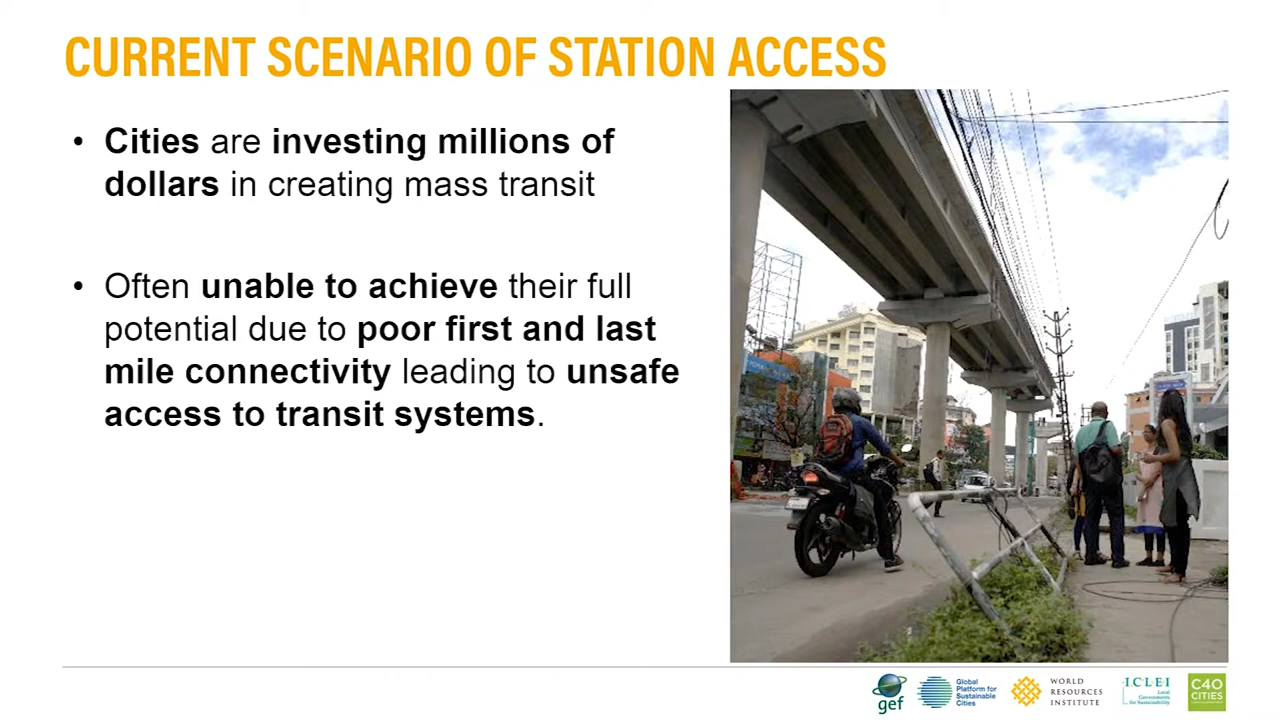 CURRENT SCENARIO OF STATION ACCESS
• Cities are investing millions of
dollars in creating mass transit
• Often unable to achieve their full
potential due to poor first and last
mile connectivity leading to unsafe
access to transit systems.
gef
Global
Platform for
Sustainable
Cities
WORLD
RESOURCES
INSTITUTE
I.C.L.E.I
Local
Governments
for Sustainability
C40
CITIES